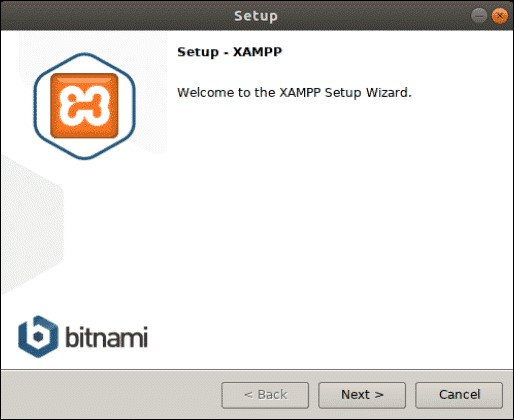 Setup
Setup - XAMPP
Welcome to the XAMPP Setup Wizard.
bitnami
< Back
Next >
Cancel